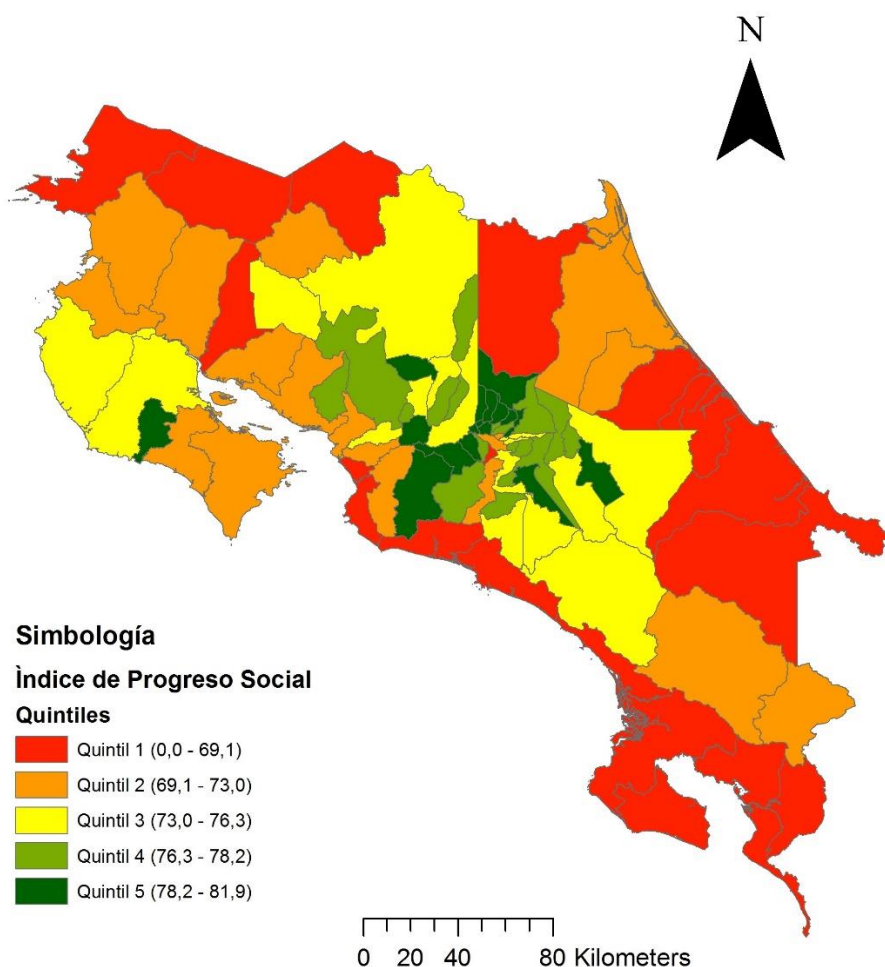 N
Simbología
Ìndice de Progreso Social
Quintiles
Quintil 1 (0,0 - 69,1)
Quintil 2 (69,1 - 73,0)
Quintil 3 (73,0 - 76,3)
Quintil 4 (76,3 - 78,2)
Quintil 5 (78,2 - 81,9)
0 20 40 80 Kilometers